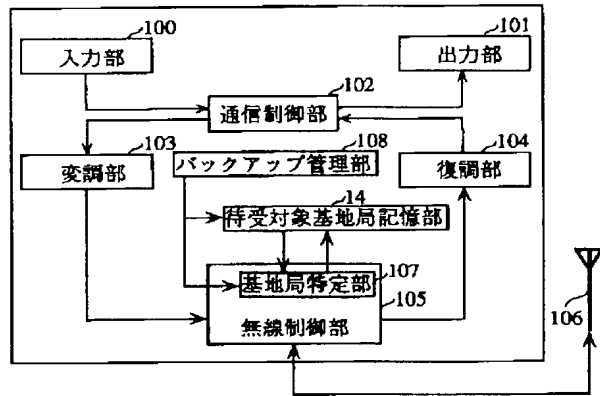 100
入力部
101
出力部
102
通信制御部
103
変調部
108
バックアップ管理部
104
復調部
14
待受対象基地局記憶部
基地局特定部
107
105
無線制御部
106